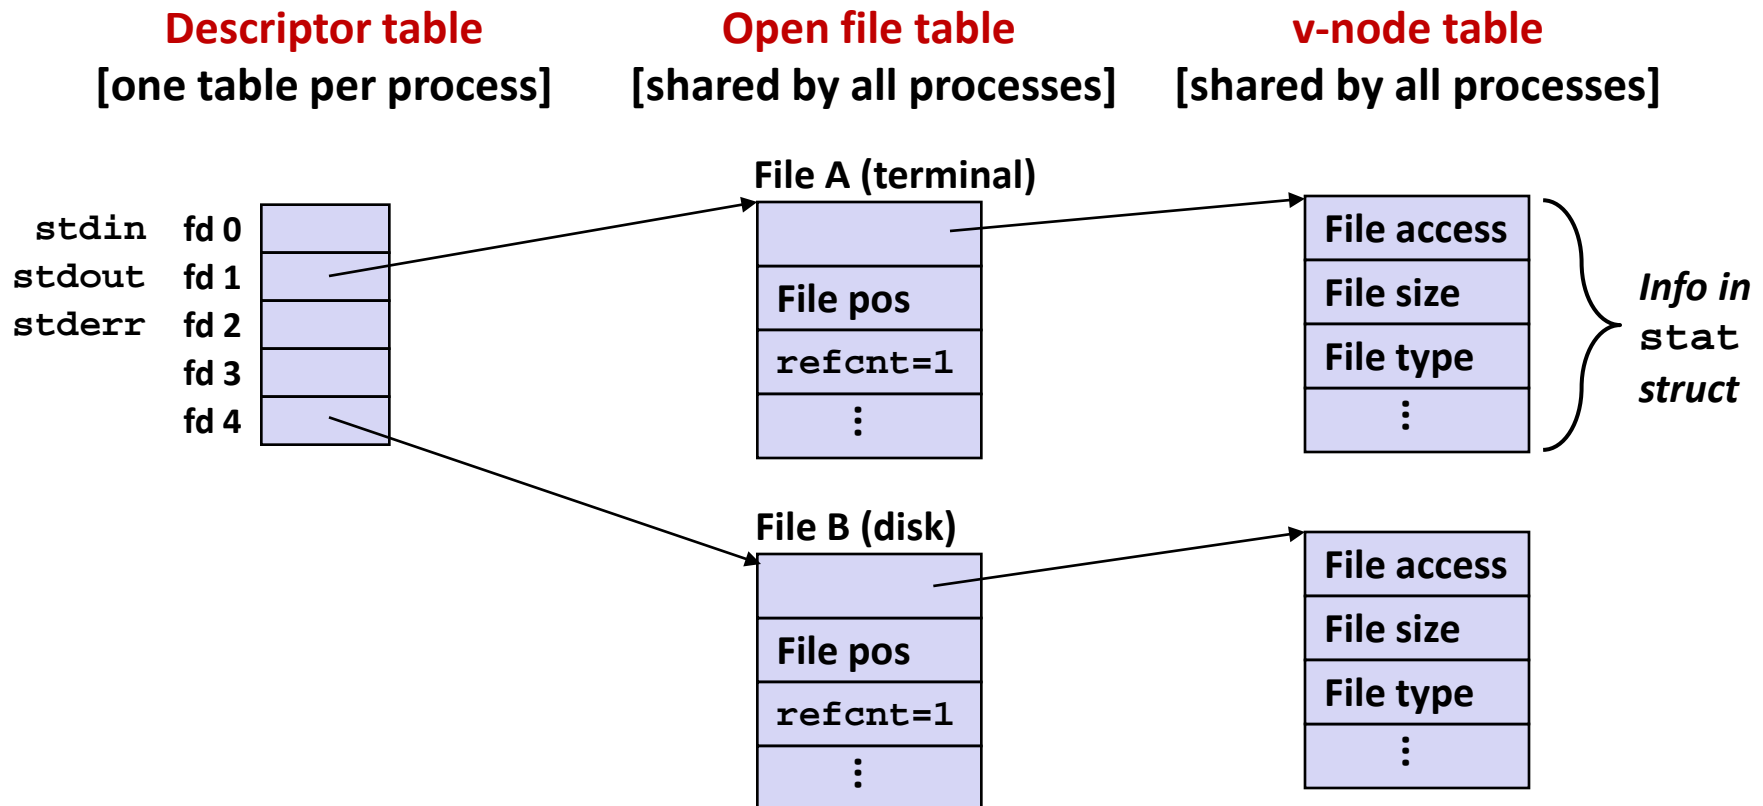 Descriptor table
[one table per process]
Open file table
[shared by all processes]
v-node table
[shared by all processes]
stdin fd 0
stdout fd 1
stderr fd 2
fd 3
fd 4
File A (terminal)
File pos
refcnt=1
⋮
File access
File size
File type
⋮
Info in
stat
struct
File B (disk)
File pos
refcnt=1
⋮
File access
File size
File type
⋮